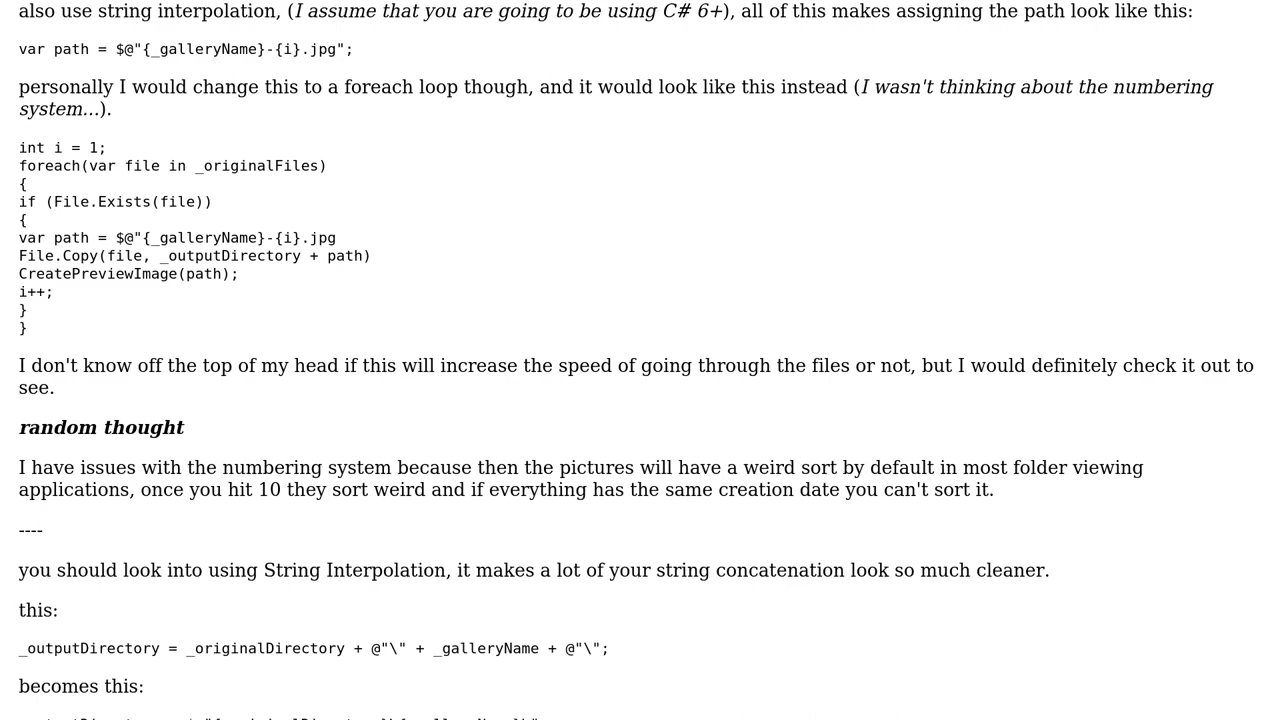 also use string interpolation, (I assume that you are going to be using C# 6+), all of this makes assigning the path look like this:
var path = $@"{_galleryName}-{i}.jpg";
personally I would change this to a foreach loop though, and it would look like this instead (I wasn't thinking about the numbering
system...).
int i = 1;
foreach(var file in _originalFiles)
{
if (File.Exists(file))
{
var path = $@"{_galleryName}-{i}.jpg
File.Copy(file, _outputDirectory + path)
CreatePreviewImage(path);
i++;
}
}
I don't know off the top of my head if this will increase the speed of going through the files or not, but I would definitely check it out to
see.
random thought
I have issues with the numbering system because then the pictures will have a weird sort by default in most folder viewing
applications, once you hit 10 they sort weird and if everything has the same creation date you can't sort it.
----
you should look into using String Interpolation, it makes a lot of your string concatenation look so much cleaner.
this:
_outputDirectory = _originalDirectory + @"\" + _galleryName + @"\";
becomes this: